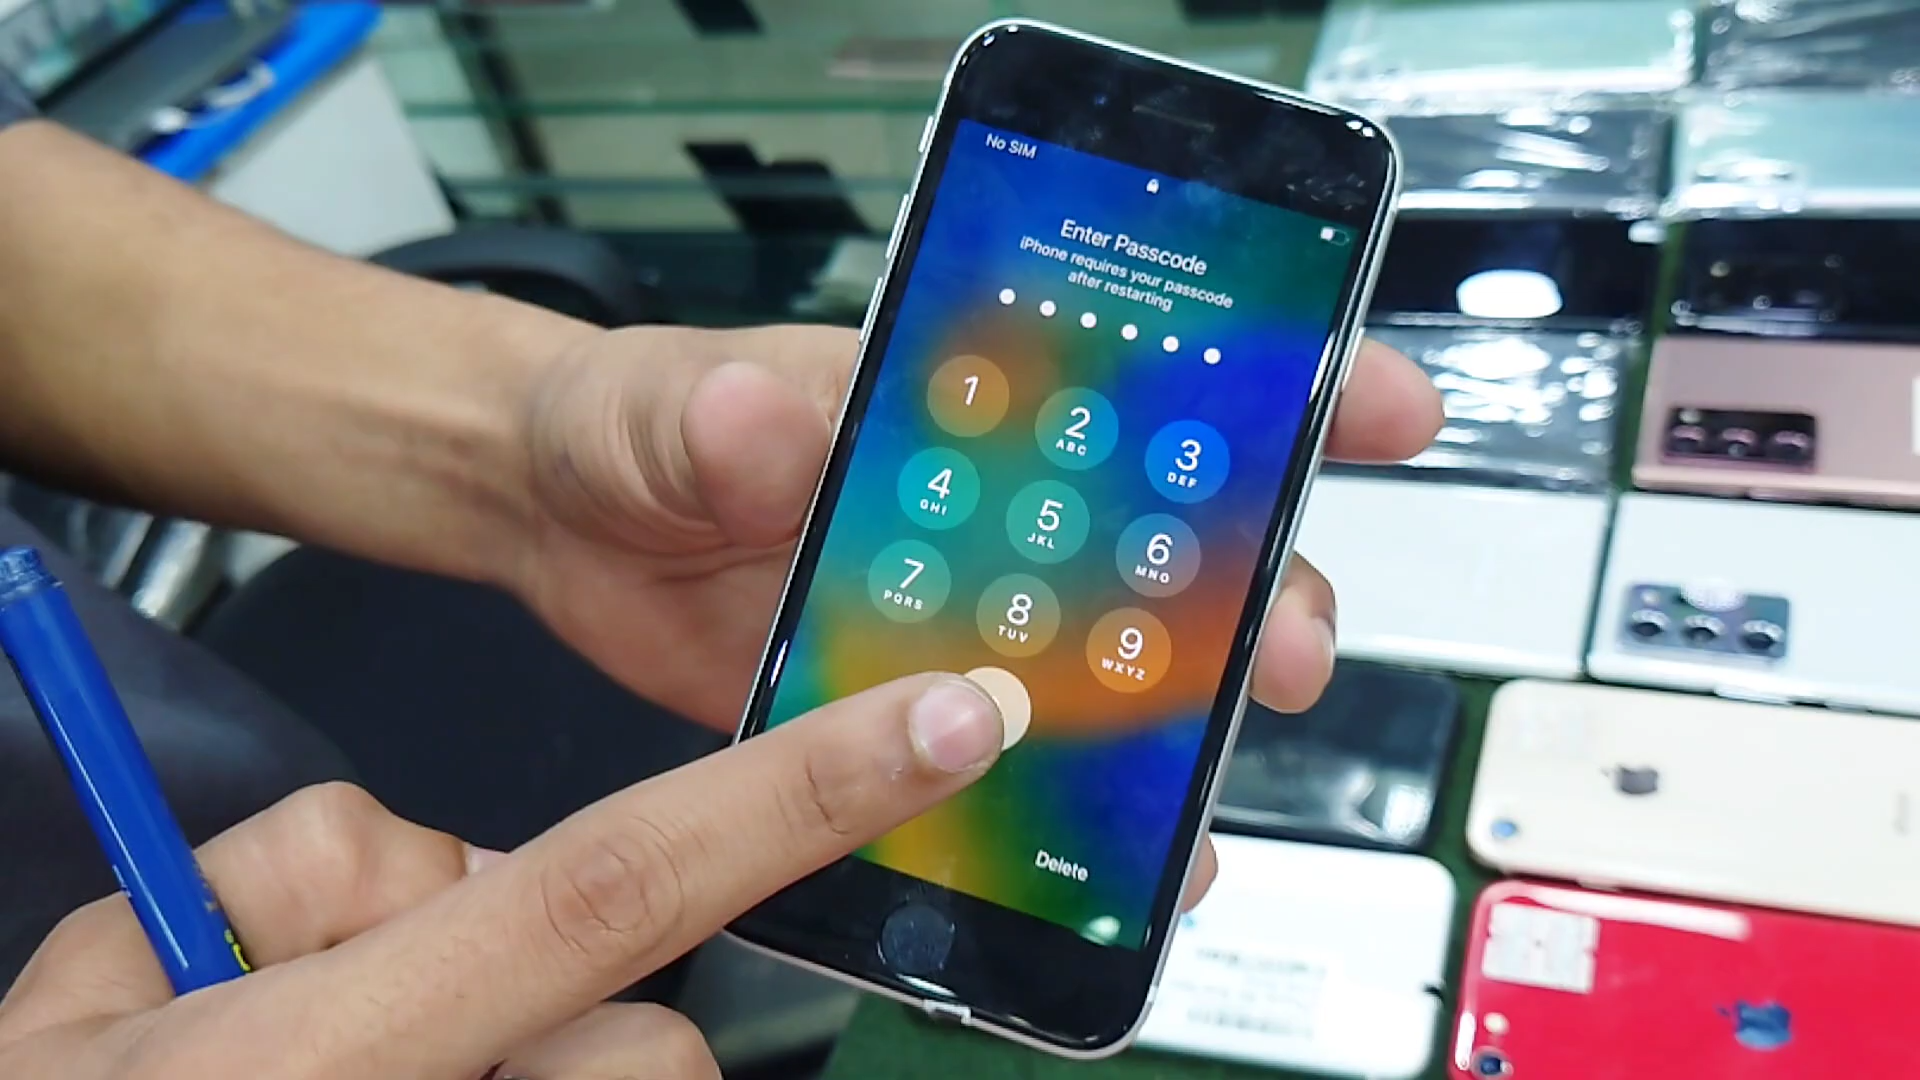 No SIM
Enter Passcode
iPhone requires your passcode
after restarting
1
2
ABC
3
DEF
4
GHI
5
JKL
6
MNO
7
PQRS
8
TUV
9
WXYZ
Delete